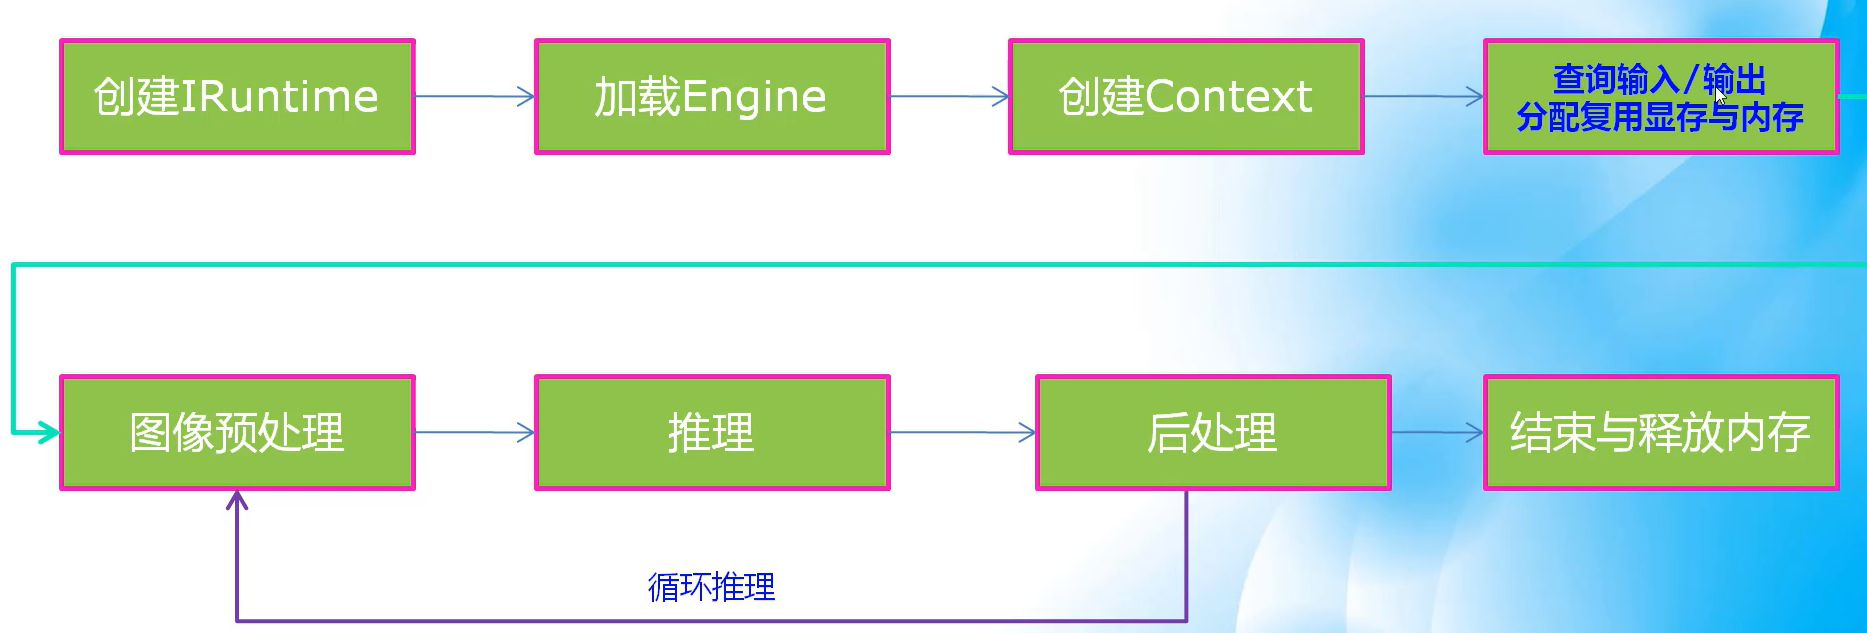 创建IRuntime
加载Engine
创建Context
查询输入/输出
分配复用显存与内存
图像预处理
推理
后处理
结束与释放内存
循环推理